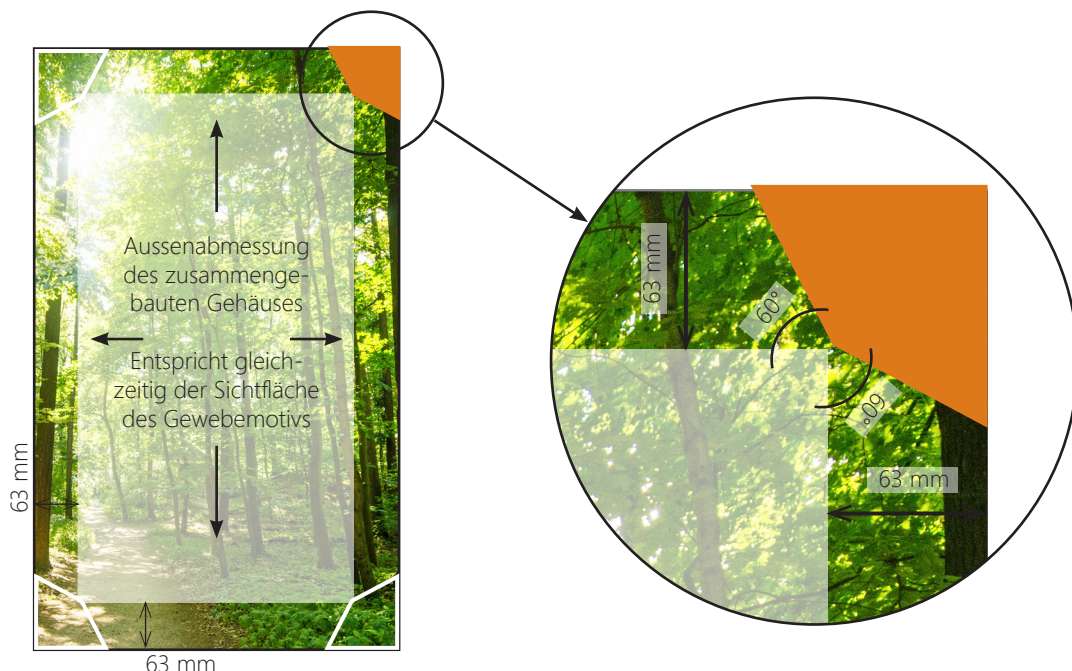 Aussenabmessung
des zusammenge-
bauten Gehäuses
Entspricht gleich-
zeitig der Sichtfläche
des Gewebemotivs
63 mm
63 mm
63 mm
60°
60°
63 mm